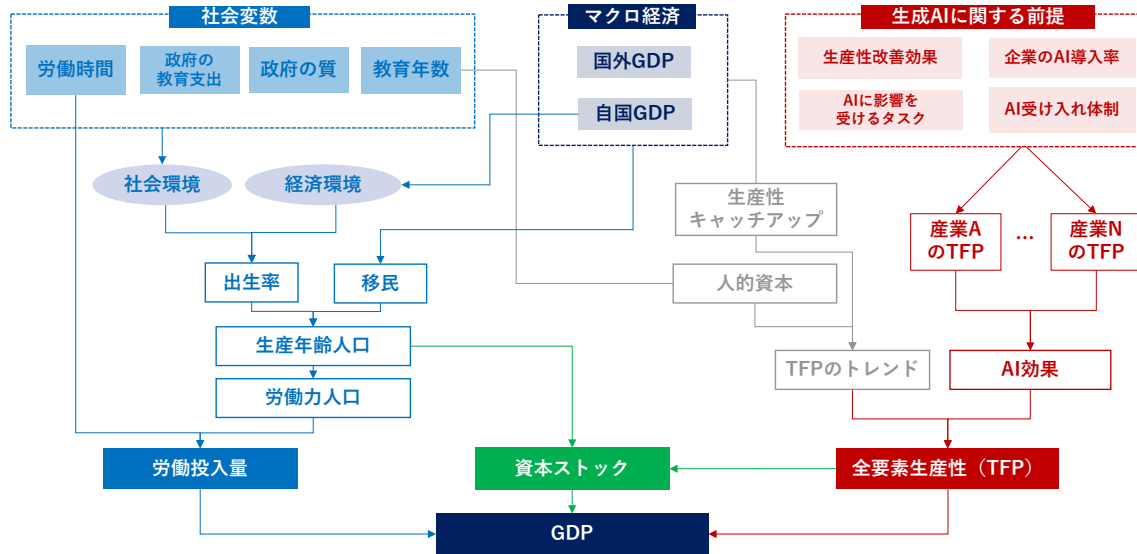 社会変数
マクロ経済
生成AIに関する前提
労働時間
政府の
教育支出
政府の質
教育年数
国外GDP
自国GDP
生産性改善効果
企業のAI導入率
AIに影響を
受けるタスク
AI受け入れ体制
社会環境
経済環境
生産性
キャッチアップ
産業A
のTFP
…
産業N
のTFP
出生率
移民
人的資本
生産年齢人口
TFPのトレンド
AI効果
労働力人口
労働投入量
資本ストック
全要素生産性（TFP）
GDP